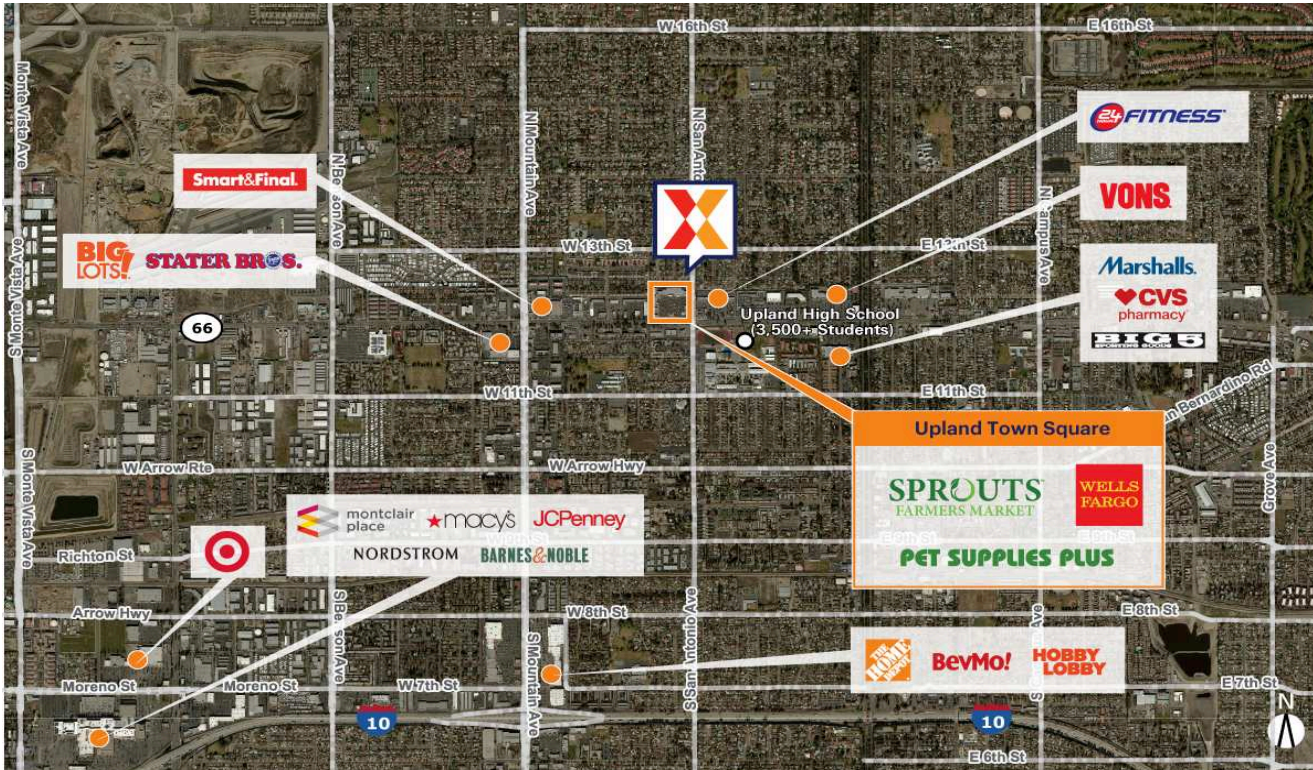 W 16th St
E 16th St
Monte Vista Ave
N Mountain Ave
24
FITNESS
Smart&Final.
VONS
N Campus Ave
W 13th St
E 13th St
BIG
LOTS!
STATER BROS.
Marshalls.
CVS
pharmacy
BIG 5
SPORTING GOODS
S Monte Vista Ave
66
Upland High School
(3,500+ Students)
W 11th St
E 11th St
Upland Town Square
W Arrow Rte
W Arrow Hwy
SPROUTS
FARMERS MARKET
WELLS
FARGO
PET SUPPLIES PLUS
Grove Ave
S Monte Vista Ave
montclair
place
macy's
JCPenney
NORDSTROM
BARNES&NOBLE
Richton St
Arrow Hwy
W 8th St
E 8th St
S San Antonio Ave
S Mountain Ave
THE
HOME
DEPOT
BevMo!
HOBBY
LOBBY
Moreno St
Moreno St
W 7th St
E 7th St
10
10
N
E 6th St